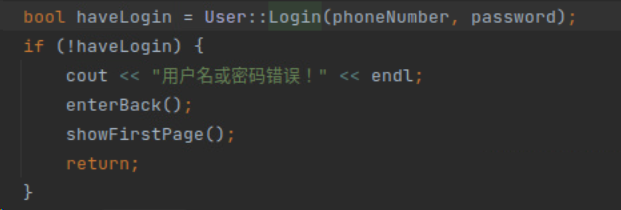 bool haveLogin = User::Login(phoneNumber, password);
if (!haveLogin) {
    cout << "用户名或密码错误！" << endl;
    enterBack();
    showFirstPage();
    return;
}